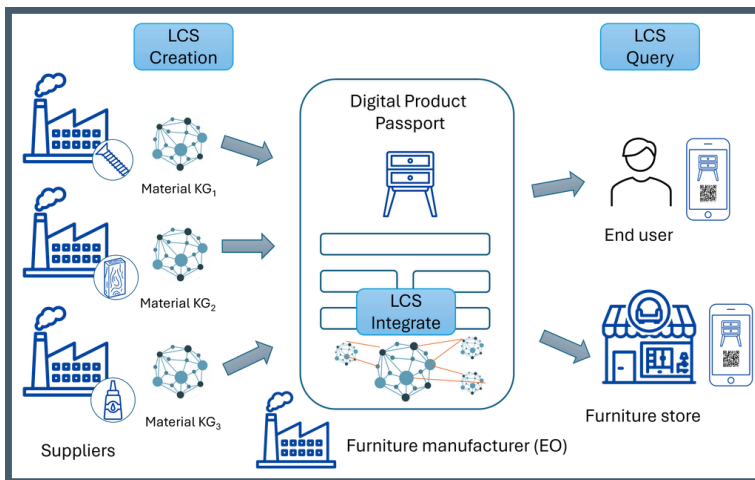 LCS
Creation
LCS
Query
Digital Product
Passport
Material KG1
End user
Material KG2
LCS
Integrate
Material KG3
Furniture store
Suppliers
Furniture manufacturer (EO)